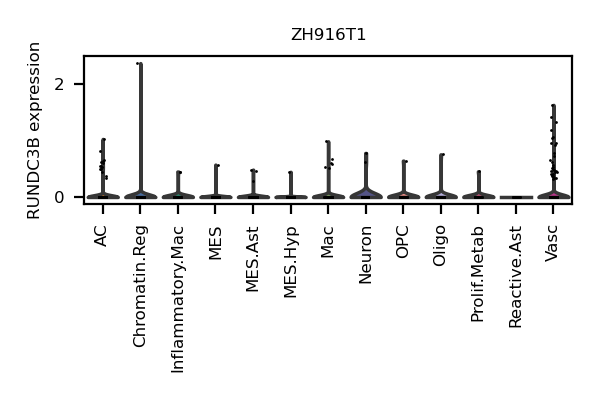 ZH916T1
RUNDC3B expression
2
0
AC
Chromatin.Reg
Inflammatory.Mac
MES
MES.Ast
MES.Hyp
Mac
Neuron
OPC
Oligo
Prolif.Metab
Reactive.Ast
Vasc